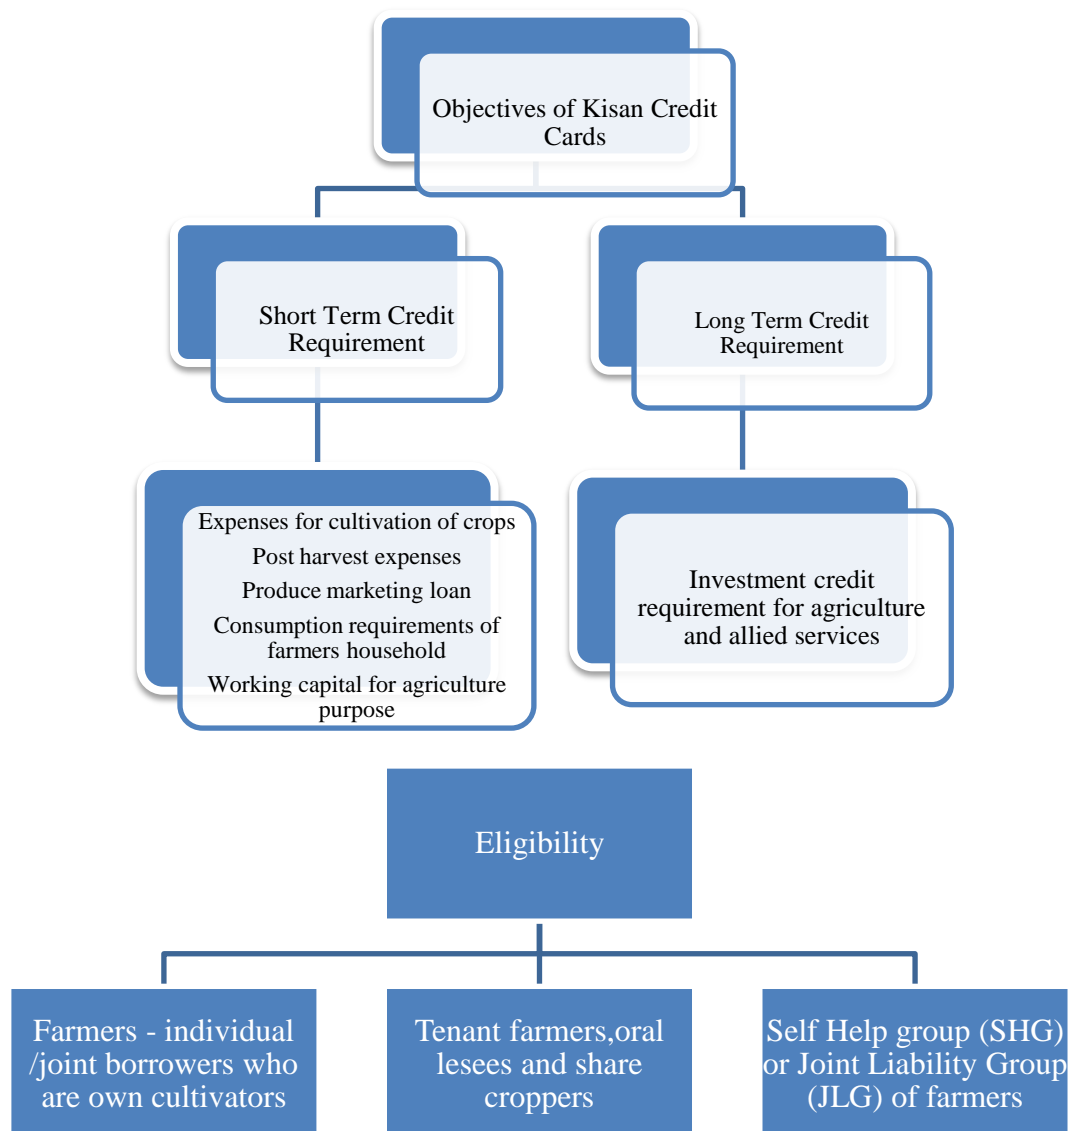 Objectives of Kisan Credit
Cards
Short Term Credit
Requirement
Long Term Credit
Requirement
Expenses for cultivation of crops
Post harvest expenses
Produce marketing loan
Consumption requirements of
farmers household
Working capital for agriculture
purpose
Investment credit
requirement for agriculture
and allied services
Eligibility
Farmers - individual
/joint borrowers who
are own cultivators
Tenant farmers,oral
lesees and share
croppers
Self Help group (SHG)
or Joint Liability Group
(JLG) of farmers